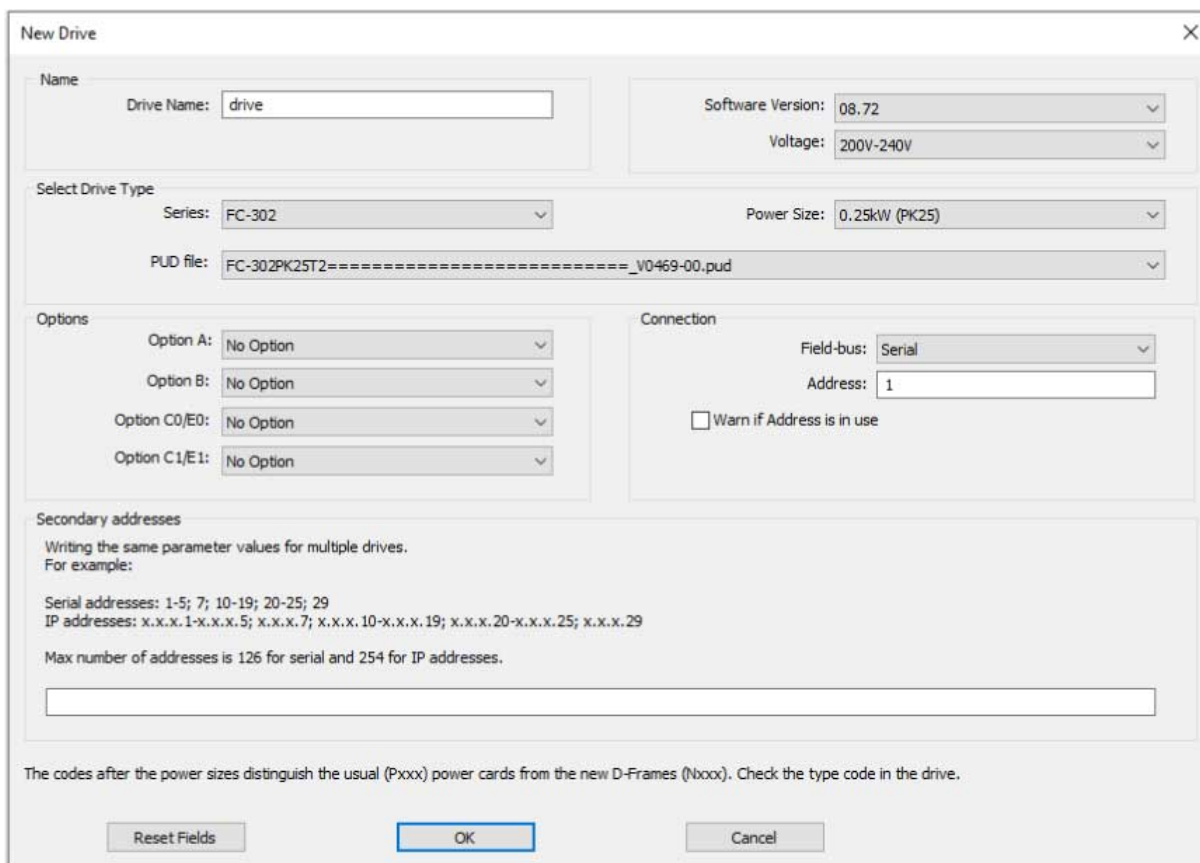 New Drive
Name
Drive Name: drive
Software Version: 08.72
Voltage: 200V-240V
Select Drive Type
Series: FC-302
Power Size: 0.25kW (PK25)
PUD file: FC-302PK25T2===========================_V0469-00.pud
Options
Option A: No Option
Option B: No Option
Option C0/E0: No Option
Option C1/E1: No Option
Connection
Field-bus: Serial
Address: 1
Warn if Address is in use
Secondary addresses
Writing the same parameter values for multiple drives.
For example:
Serial addresses: 1-5; 7; 10-19; 20-25; 29
IP addresses: x.x.x.1-x.x.x.5; x.x.x.7; x.x.x.10-x.x.x.19; x.x.x.20-x.x.x.25; x.x.x.29
Max number of addresses is 126 for serial and 254 for IP addresses.
The codes after the power sizes distinguish the usual (Pxxx) power cards from the new D-Frames (Nxxx). Check the type code in the drive.
Reset Fields
OK
Cancel